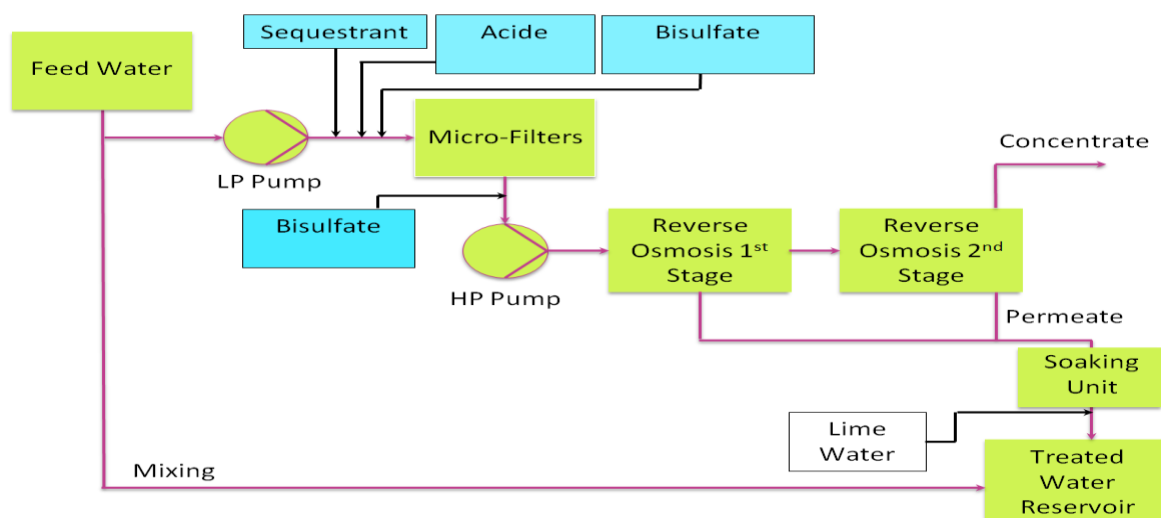 Sequestrant
Acide
Bisulfate
Feed Water
Micro-Filters
Concentrate
LP Pump
Bisulfate
Reverse
Osmosis 1st
Stage
Reverse
Osmosis 2nd
Stage
HP Pump
Permeate
Soaking
Unit
Lime
Water
Mixing
Treated
Water
Reservoir